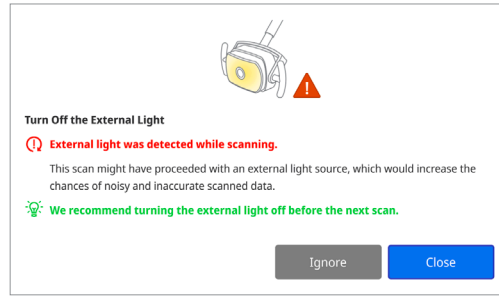 Turn Off the External Light
External light was detected while scanning.
This scan might have proceeded with an external light source, which would increase the
chances of noisy and inaccurate scanned data.
We recommend turning the external light off before the next scan.
Ignore
Close